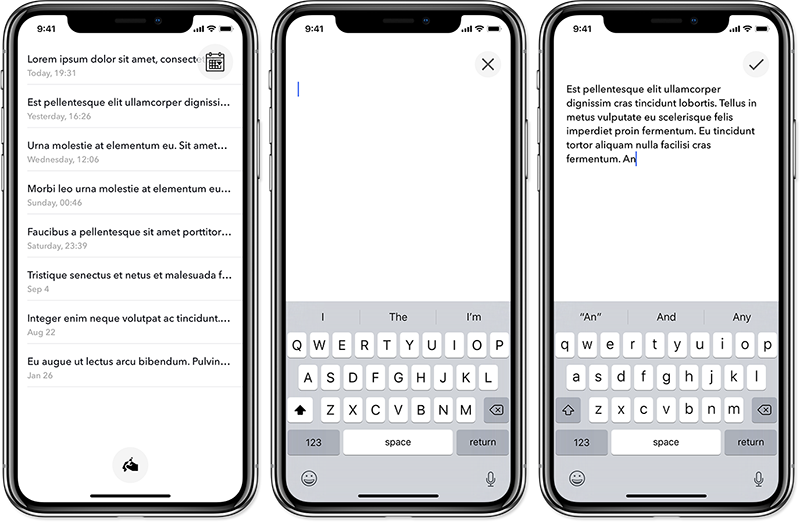 9:41
Lorem ipsum dolor sit amet, consecte
Today, 19:31
Est pellentesque elit ullamcorper dignissi...
Yesterday, 16:26
Urna molestie at elementum eu. Sit amet...
Wednesday, 12:06
Morbi leo urna molestie at elementum eu...
Sunday, 00:46
Faucibus a pellentesque sit amet porttitor...
Saturday, 23:39
Tristique senectus et netus et malesuada f...
Sep 4
Integer enim neque volutpat ac tincidunt....
Aug 22
Eu augue ut lectus arcu bibendum. Pulvin...
Jan 26
9:41
I The I'm
Q W E R T Y U I O P
A S D F G H J K L
Z X C V B N M
123 space return
9:41
Est pellentesque elit ullamcorper
dignissim cras tincidunt lobortis. Tellus in
metus vulputate eu scelerisque felis
imperdiet proin fermentum. Eu tincidunt
tortor aliquam nulla facilisi cras
fermentum. An
“An” And Any
q w e r t y u i o p
a s d f g h j k l
z x c v b n m
123 space return